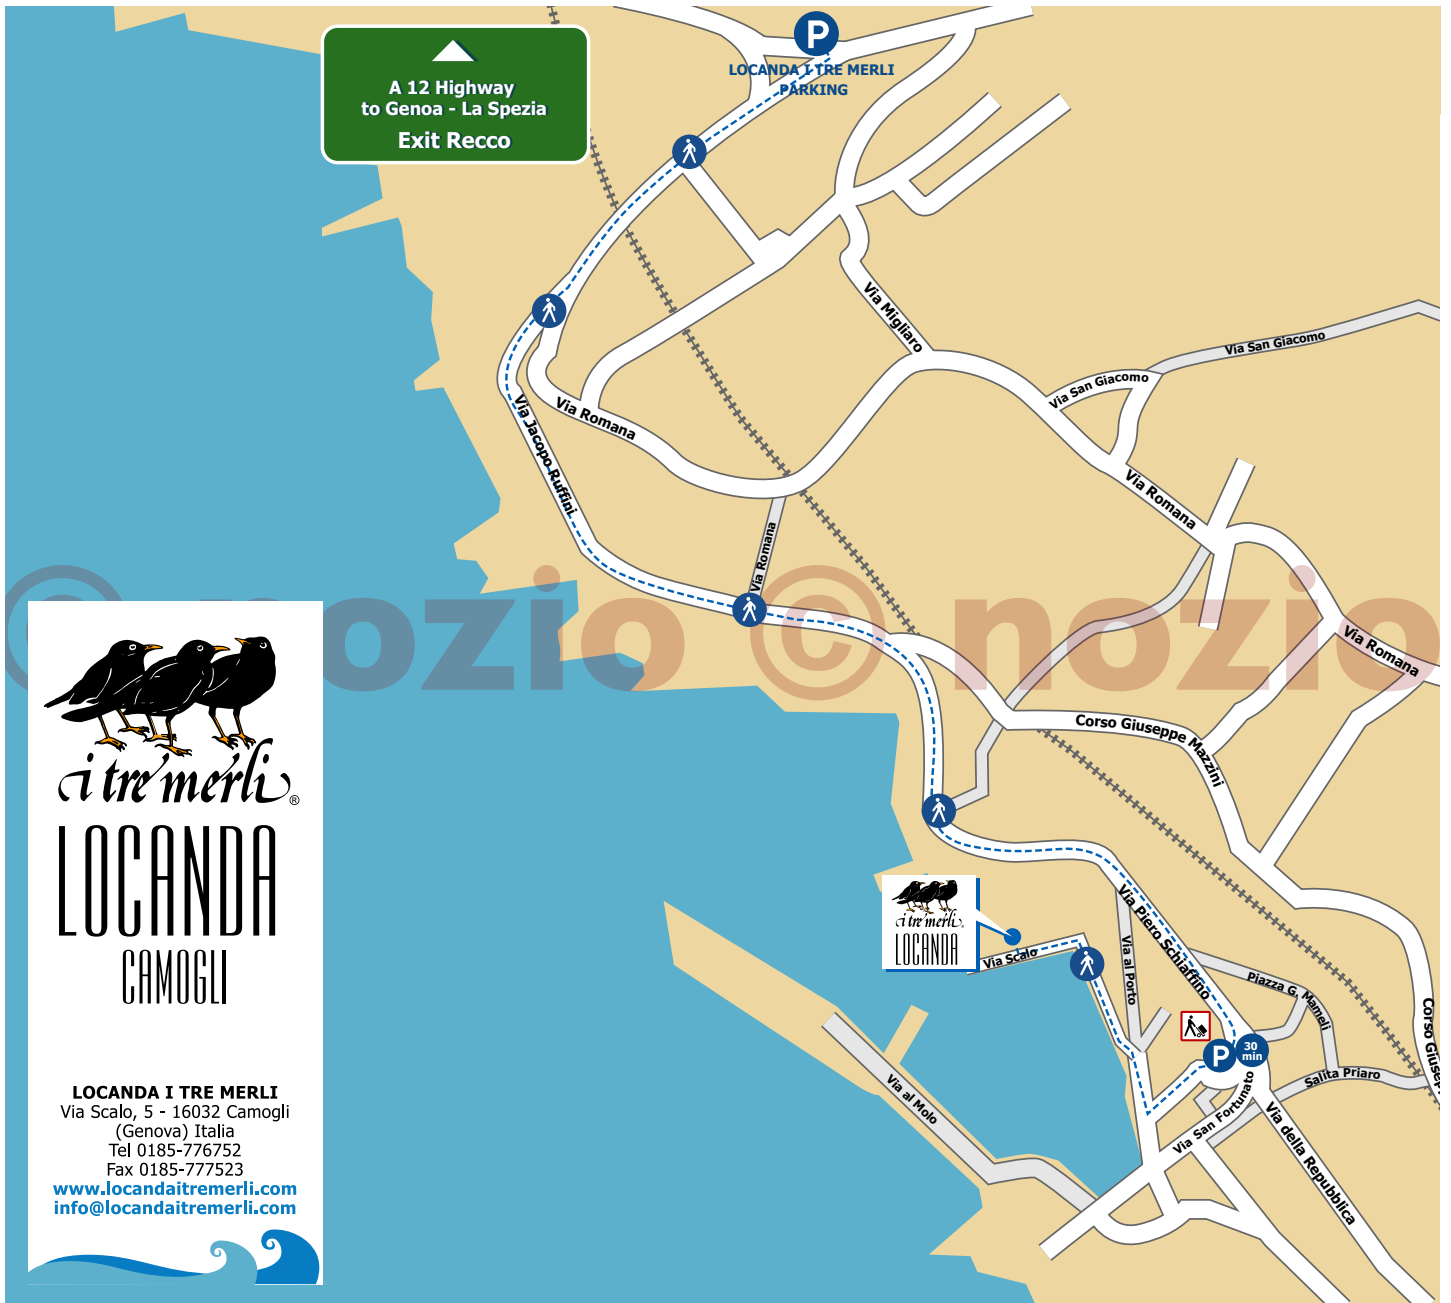 P
LOCANDA I TRE MERLI
PARKING
A 12 Highway
to Genoa - La Spezia
Exit Recco
Via Migliaro
Via San Giacomo
Via San Giacomo
Via Romana
Via Jacopo Ruffini
Via Romana
Via Romana
© nozio © nozio
Via Romana
Corso Giuseppe Mazzini
i tre merli®
LOCANDA
CAMOGLI
i tre merli®
LOCANDA
Via Scalo
Via Piero Schiaffino
Via al Porto
Piazza G. Mameli
Corso Giusepp
P
30
min
Salita Priaro
Via al Molo
Via San Fortunato
Via della Repubblica
LOCANDA I TRE MERLI
Via Scalo, 5 - 16032 Camogli
(Genova) Italia
Tel 0185-776752
Fax 0185-777523
www.locandaitremerli.com
info@locandaitremerli.com